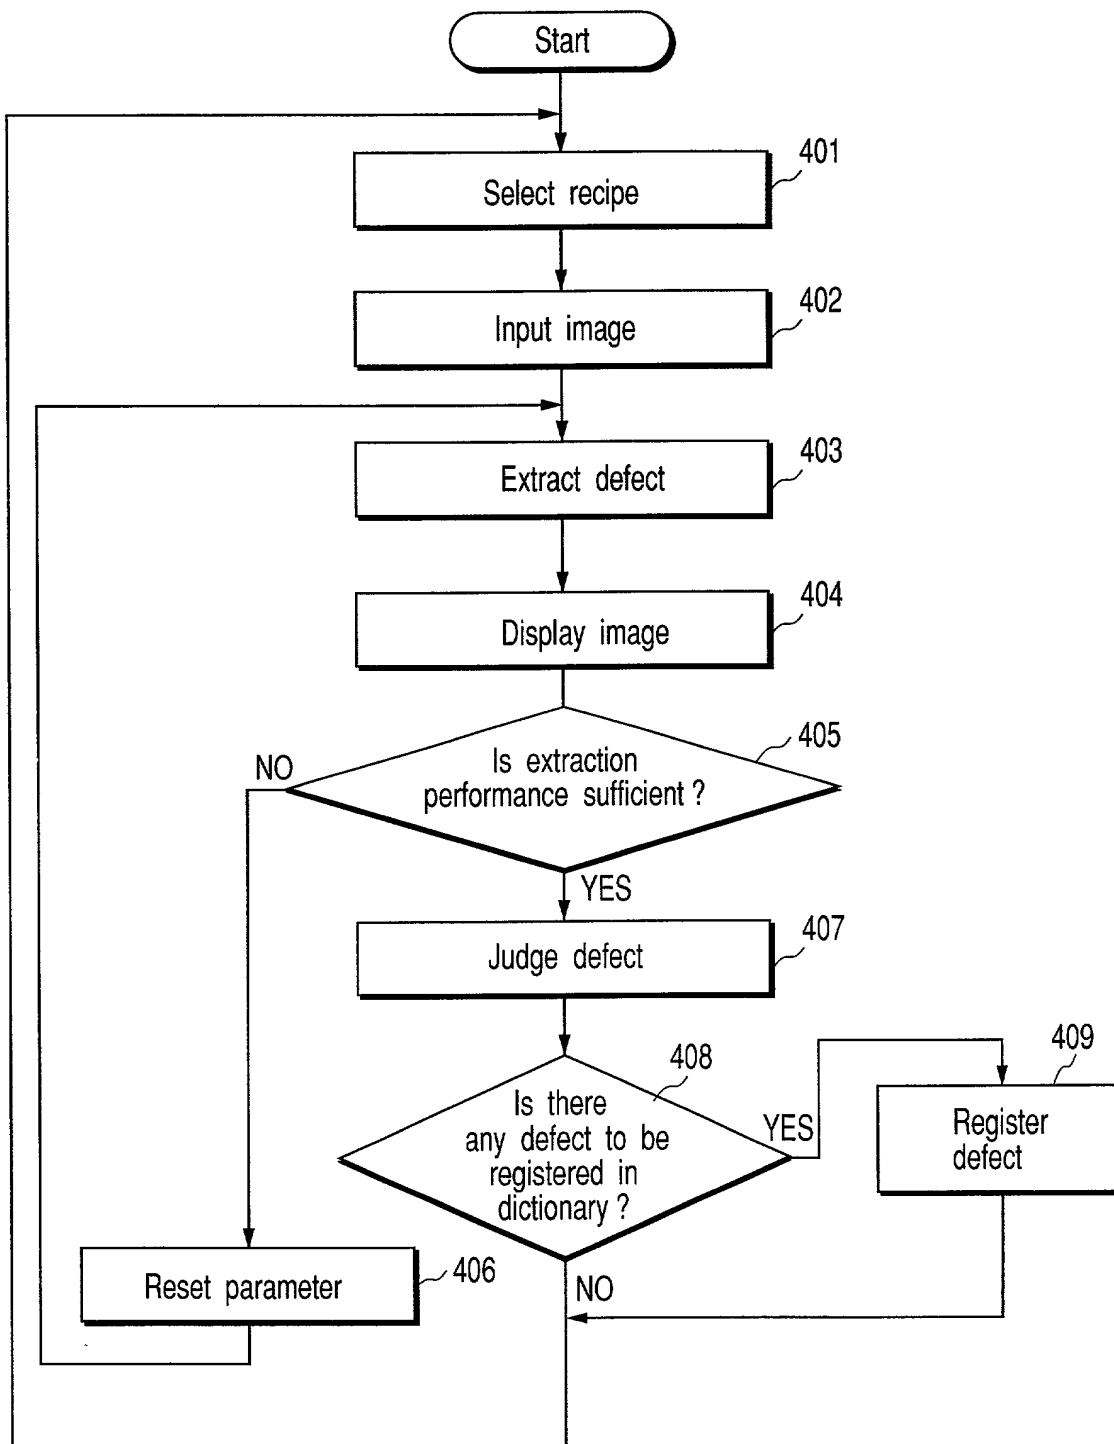 Start
401
Select recipe
402
Input image
403
Extract defect
404
Display image
405
NO
Is extraction
performance sufficient ?
YES
407
Judge defect
408
409
Is there
any defect to be
registered in
dictionary ?
YES
Register
defect
406
Reset parameter
NO